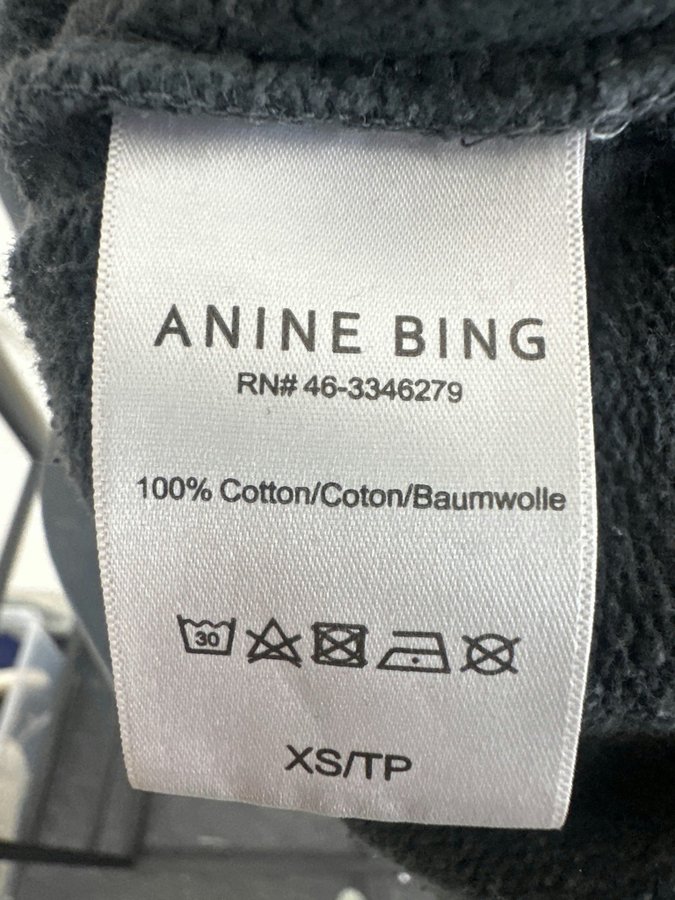 ANINE BING
RN# 46-3346279
100% Cotton/Coton/Baumwolle
30
XS/TP